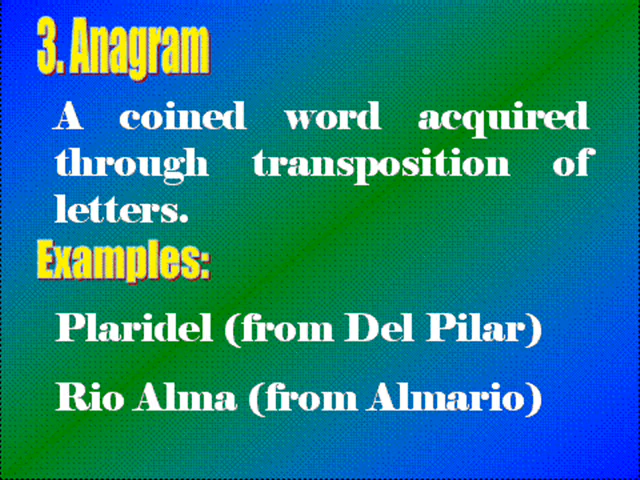 3. Anagram
A coined word acquired
through transposition of
letters.
Examples:
Plaridel (from Del Pilar)
Rio Alma (from Almario)